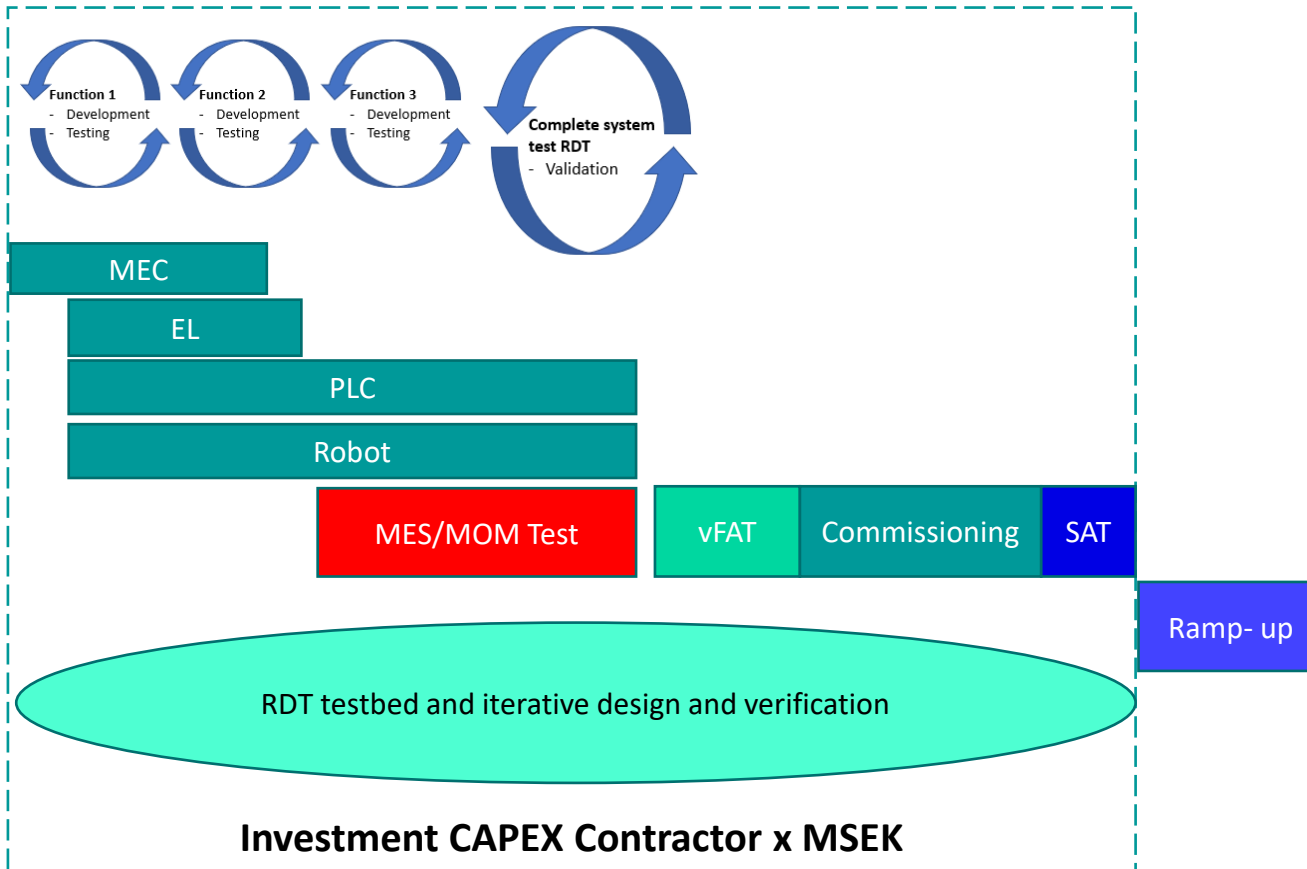 Function 1
- Development
- Testing
Function 2
- Development
- Testing
Function 3
- Development
- Testing
Complete system
test RDT
- Validation
MEC
EL
PLC
Robot
MES/MOM Test
vFAT
Commissioning
SAT
Ramp- up
RDT testbed and iterative design and verification
Investment CAPEX Contractor x MSEK